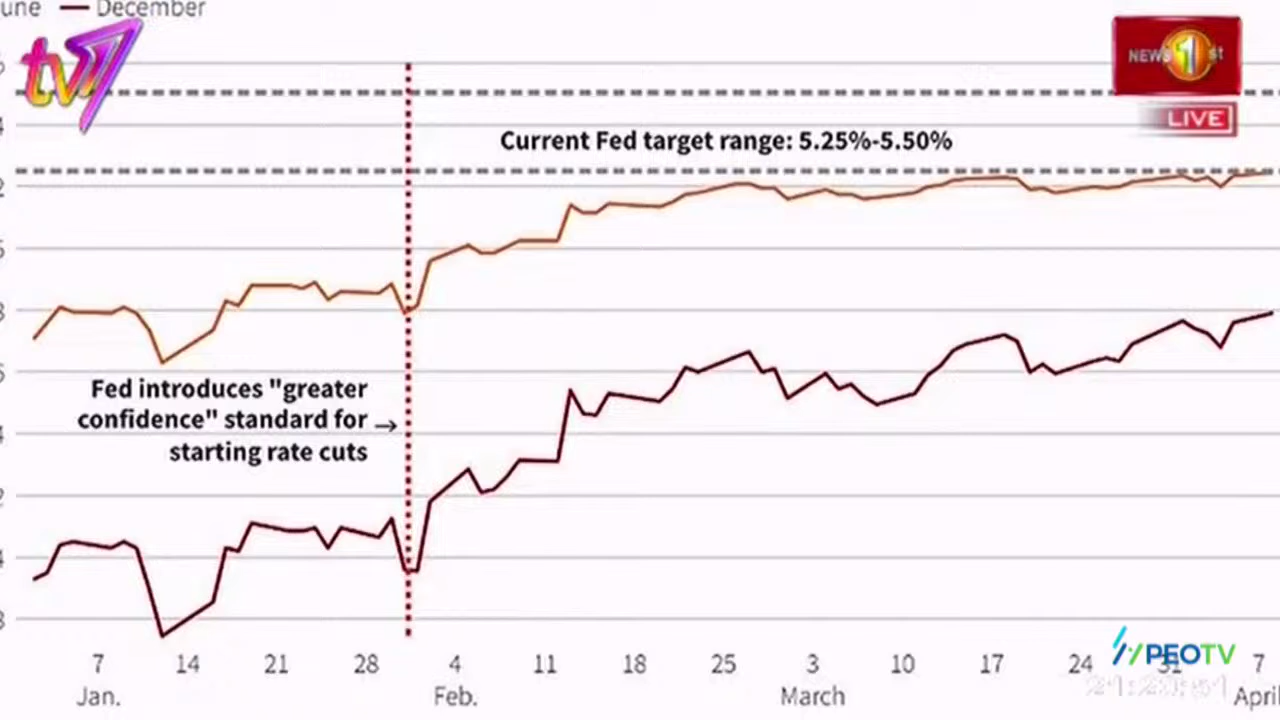 une — December
tv1
NEWS 1st
LIVE
Current Fed target range: 5.25%-5.50%
Fed introduces "greater
confidence" standard for →
starting rate cuts
7 14 21 28 4 11 18 25 3 10 17 24 31 7
Jan. Feb. March April
PEOTV